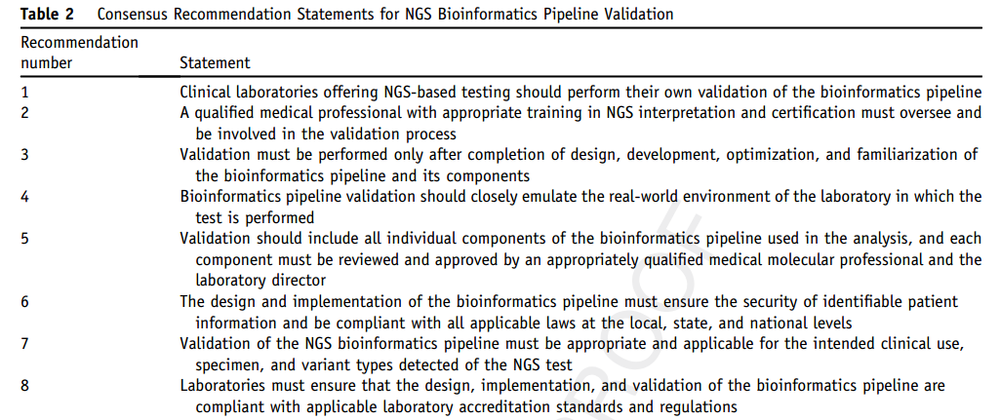 Table 2 Consensus Recommendation Statements for NGS Bioinformatics Pipeline Validation
Recommendation
number Statement
1 Clinical laboratories offering NGS-based testing should perform their own validation of the bioinformatics pipeline
2 A qualified medical professional with appropriate training in NGS interpretation and certification must oversee and
be involved in the validation process
3 Validation must be performed only after completion of design, development, optimization, and familiarization of
the bioinformatics pipeline and its components
4 Bioinformatics pipeline validation should closely emulate the real-world environment of the laboratory in which the
test is performed
5 Validation should include all individual components of the bioinformatics pipeline used in the analysis, and each
component must be reviewed and approved by an appropriately qualified medical molecular professional and the
laboratory director
6 The design and implementation of the bioinformatics pipeline must ensure the security of identifiable patient
information and be compliant with all applicable laws at the local, state, and national levels
7 Validation of the NGS bioinformatics pipeline must be appropriate and applicable for the intended clinical use,
specimen, and variant types detected of the NGS test
8 Laboratories must ensure that the design, implementation, and validation of the bioinformatics pipeline are
compliant with applicable laboratory accreditation standards and regulations
PROOF